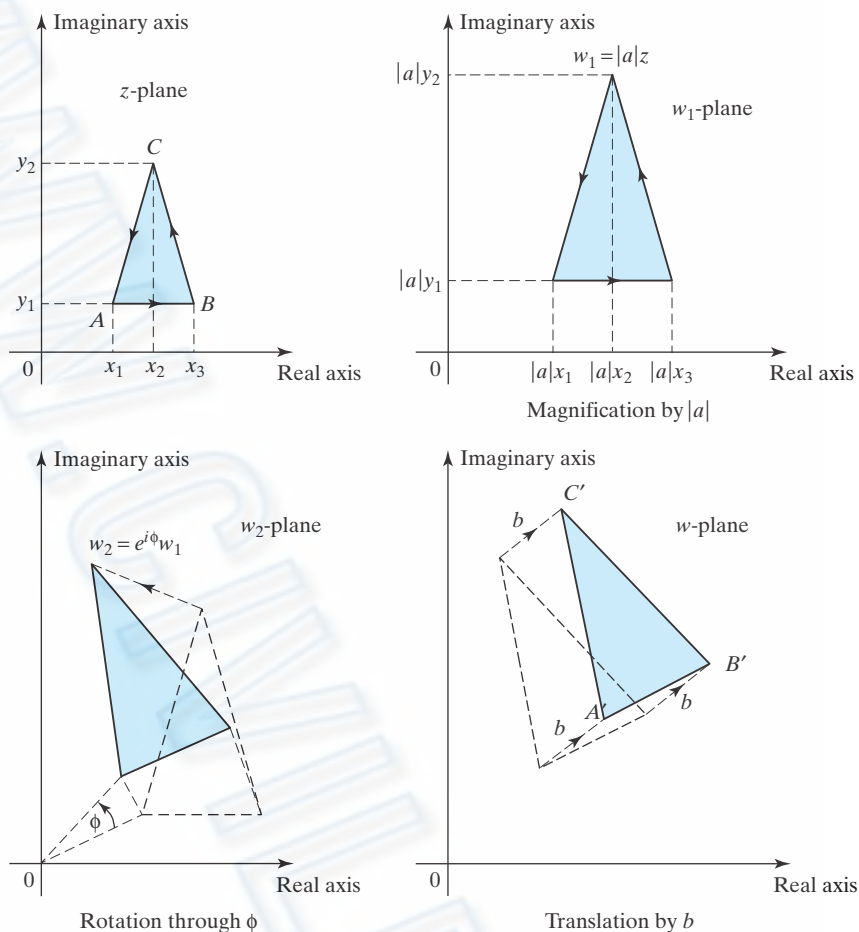 Imaginary axis
z-plane
C
y₂
y₁
A
B
0
x₁ x₂ x₃
Real axis
Imaginary axis
w₁ = |a|z
|a|y₂
w₁-plane
|a|y₁
0
|a|x₁ |a|x₂ |a|x₃
Real axis
Magnification by |a|
Imaginary axis
w₂-plane
w₂ = e^{iϕ}w₁
ϕ
0
Real axis
Rotation through ϕ
Imaginary axis
C′
b
w-plane
B′
A′
b
b
0
Real axis
Translation by b